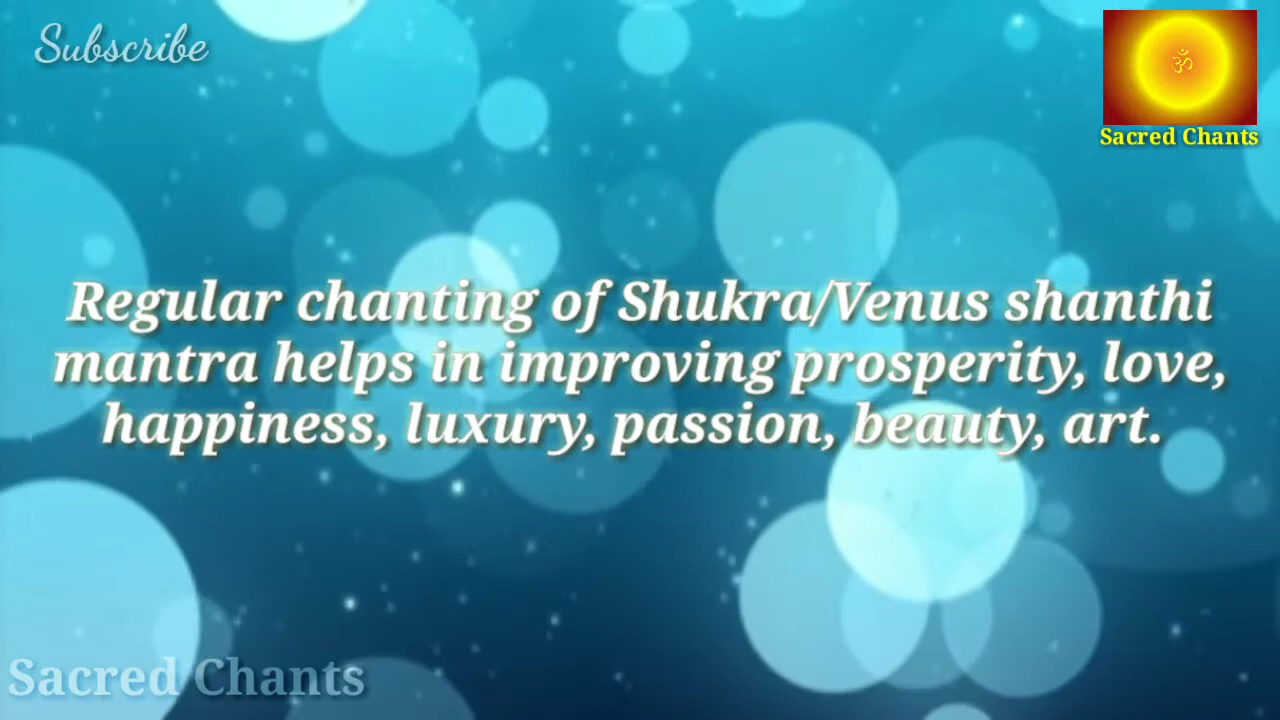 Subscribe
ॐ
Sacred Chants
Regular chanting of Shukra/Venus shanthi
mantra helps in improving prosperity, love,
happiness, luxury, passion, beauty, art.
Sacred Chants